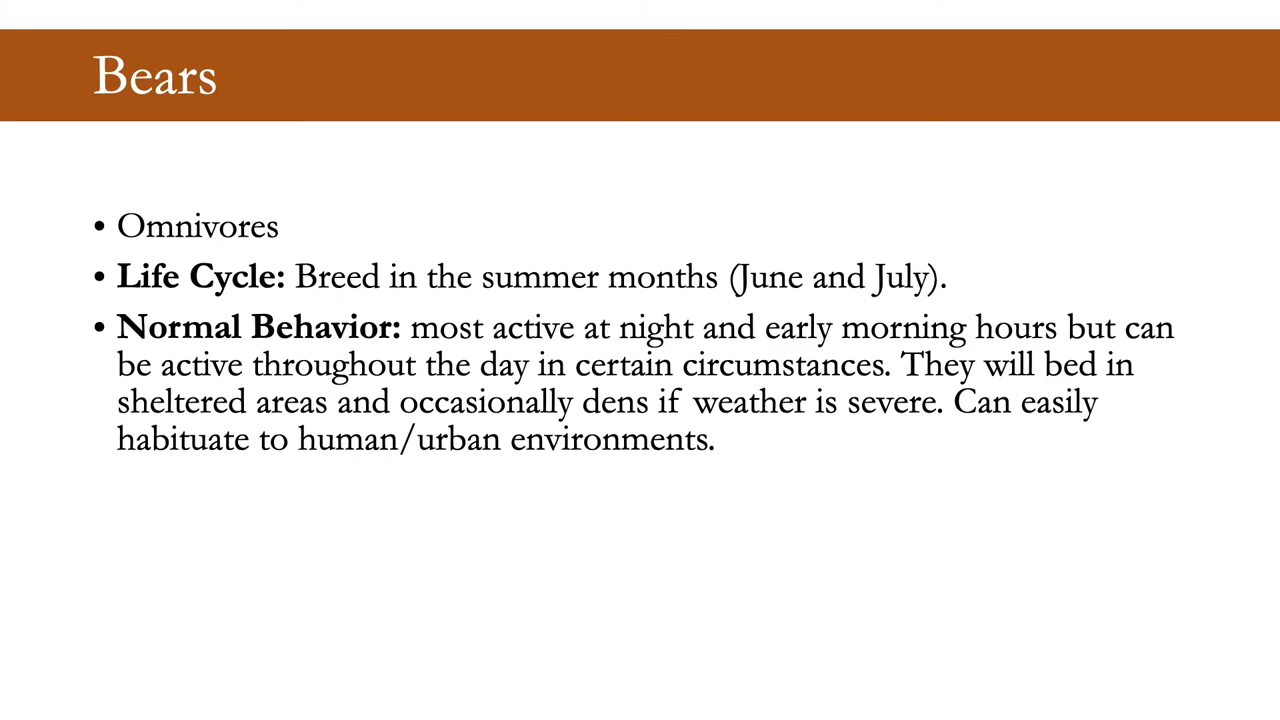 Bears
• Omnivores
• Life Cycle: Breed in the summer months (June and July).
• Normal Behavior: most active at night and early morning hours but can
be active throughout the day in certain circumstances. They will bed in
sheltered areas and occasionally dens if weather is severe. Can easily
habituate to human/urban environments.